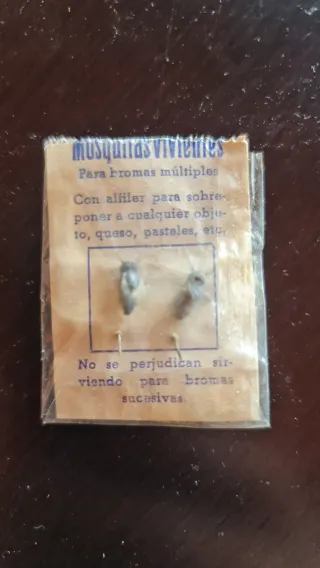 Mosquitas Vivientes
Para bromas múltiples
Con alfiler para sobre-
poner a cualquier obje-
to, queso, pasteles, etc.
No se perjudican sir-
viendo para bromas
sucesivas.